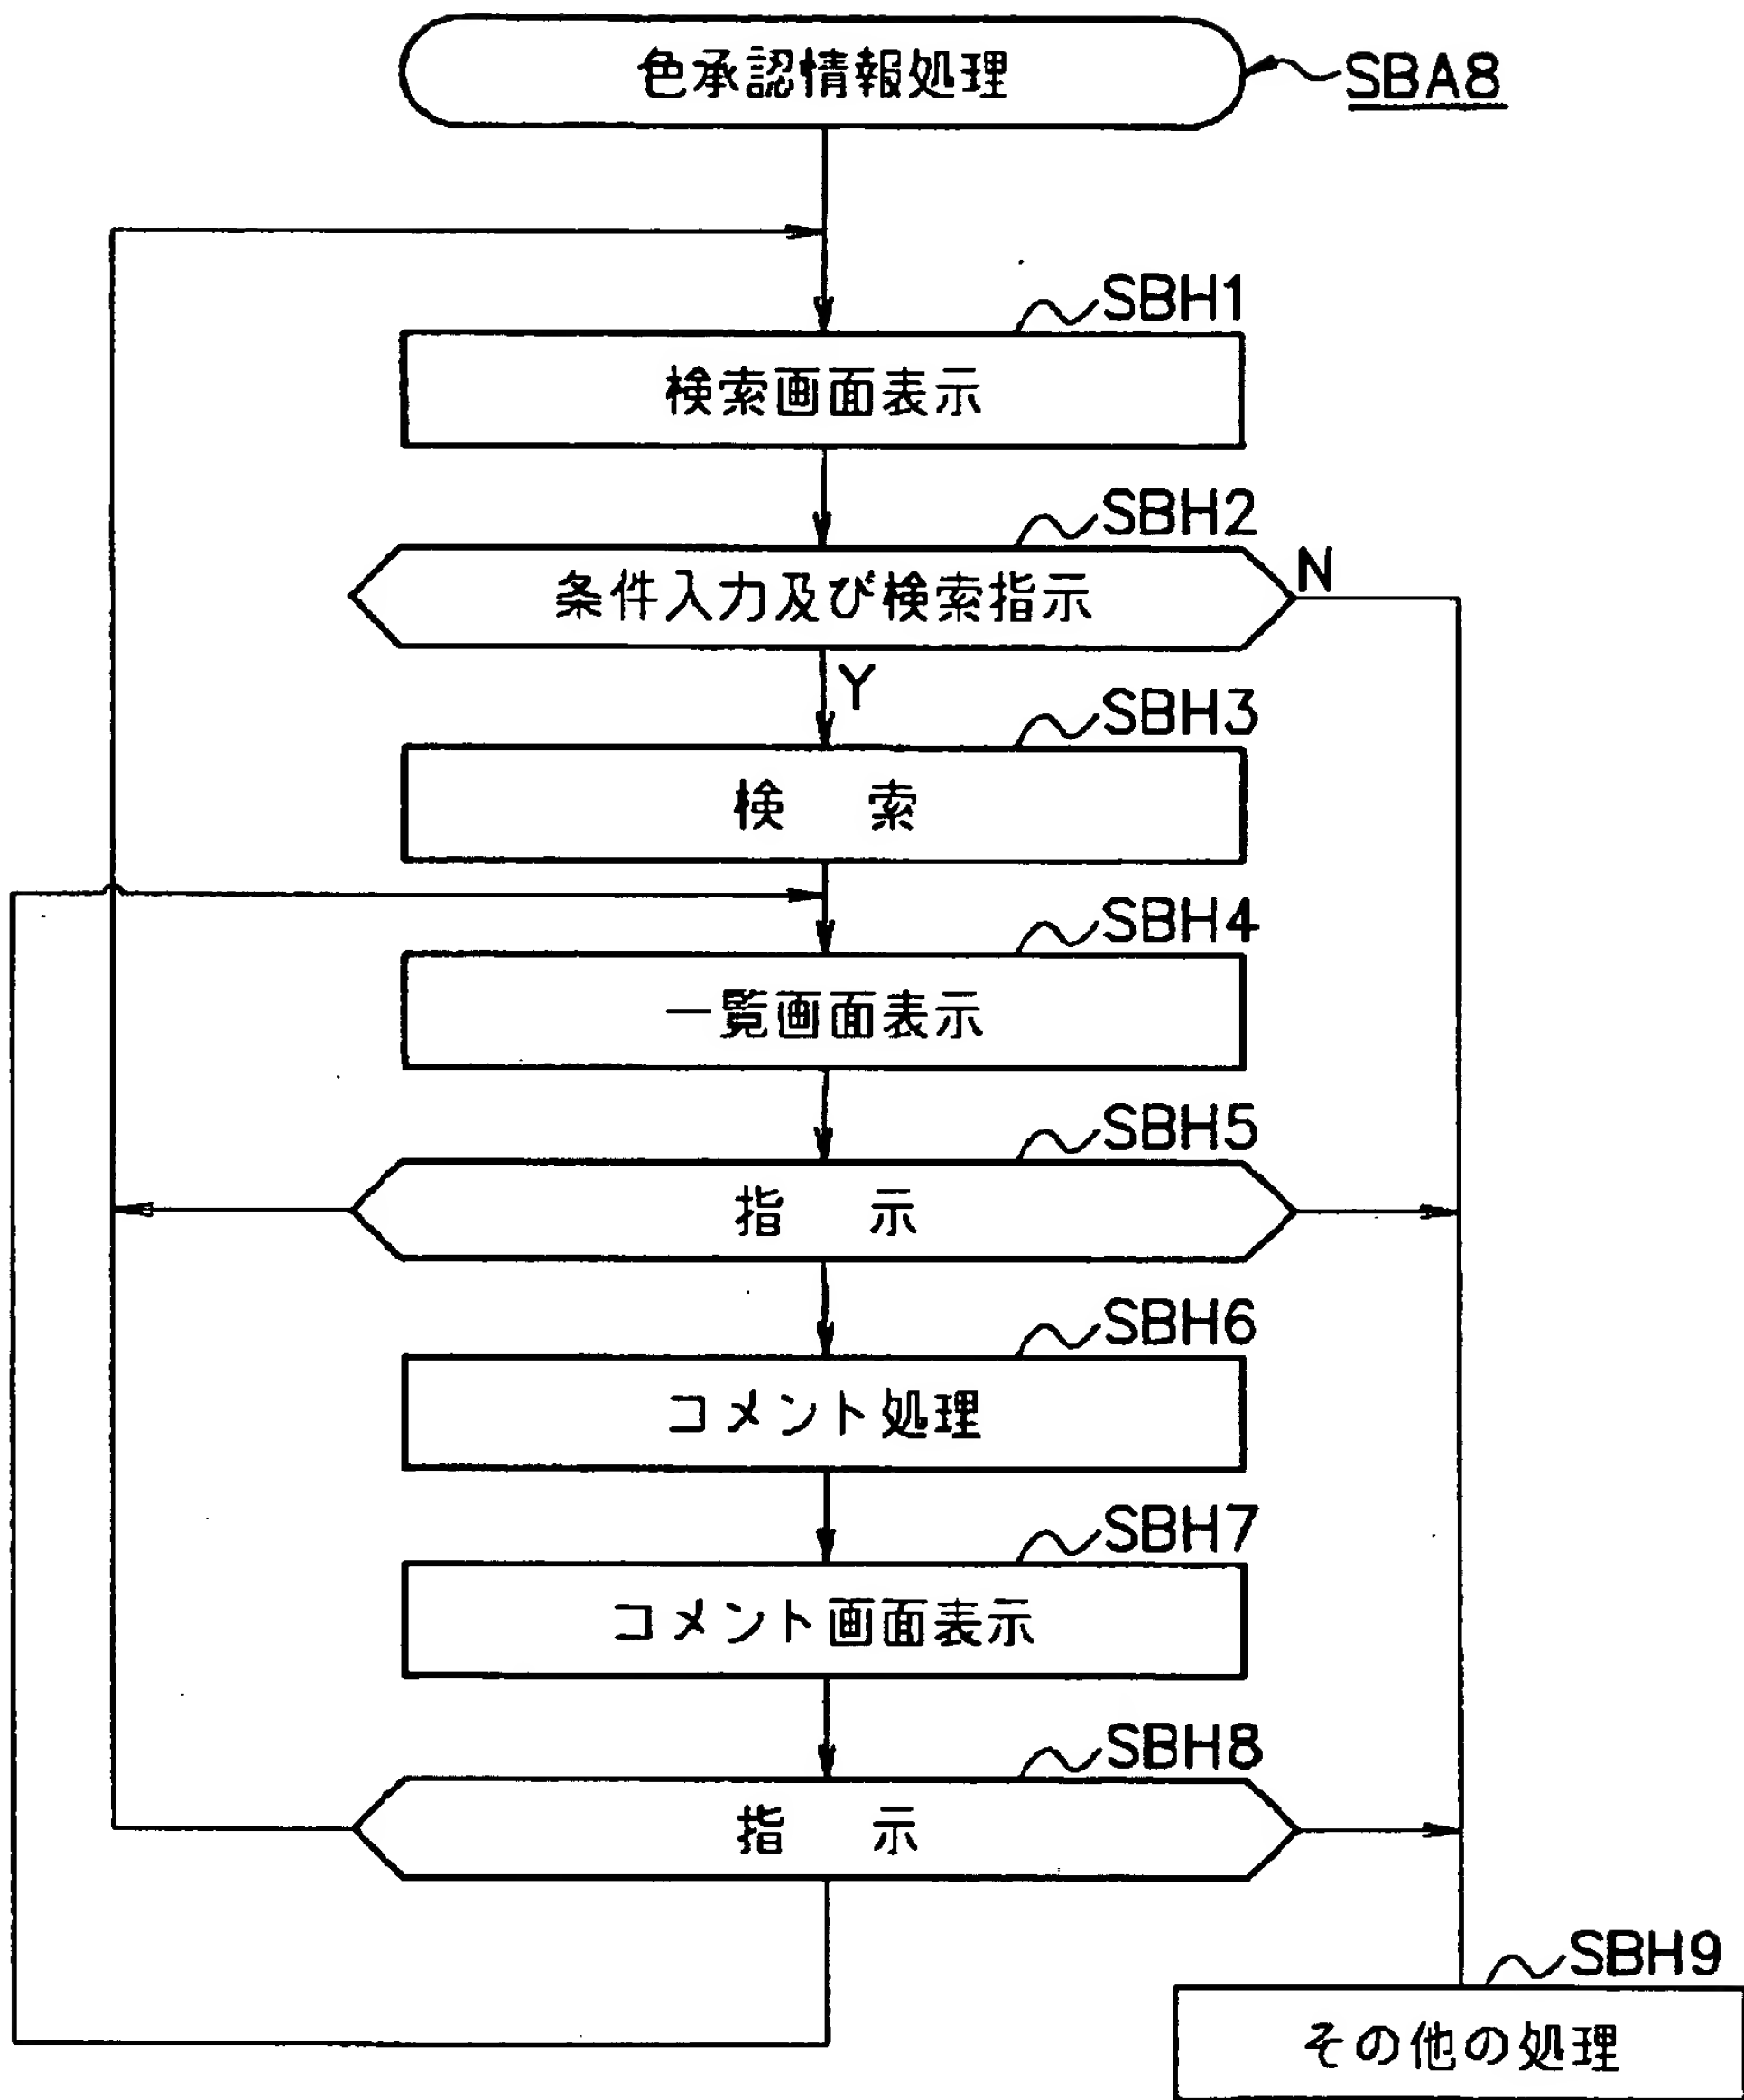 色承認情報処理
SBA8
SBH1
検索画面表示
SBH2
条件入力及び検索指示
N
Y
SBH3
検 索
SBH4
一覧画面表示
SBH5
指 示
SBH6
コメント処理
SBH7
コメント画面表示
SBH8
指 示
SBH9
その他の処理